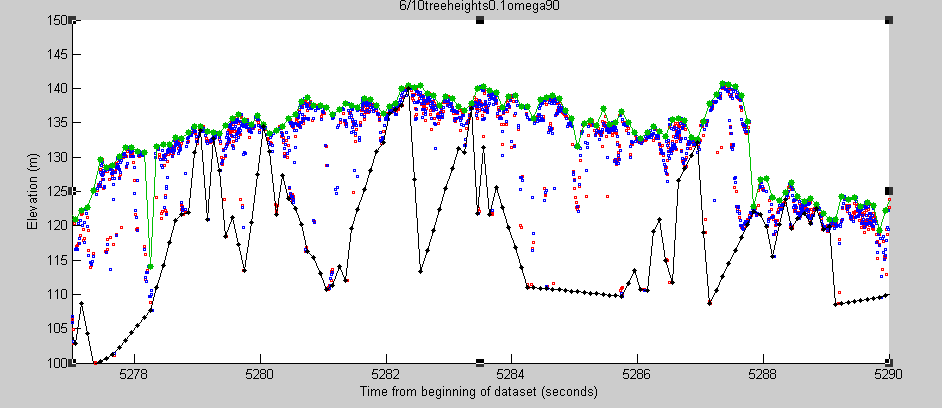 6/10treeheights0.1omega90
150
145
140
135
130
125
120
115
110
105
100
Elevation (m)
5278 5280 5282 5284 5286 5288 5290
Time from beginning of dataset (seconds)